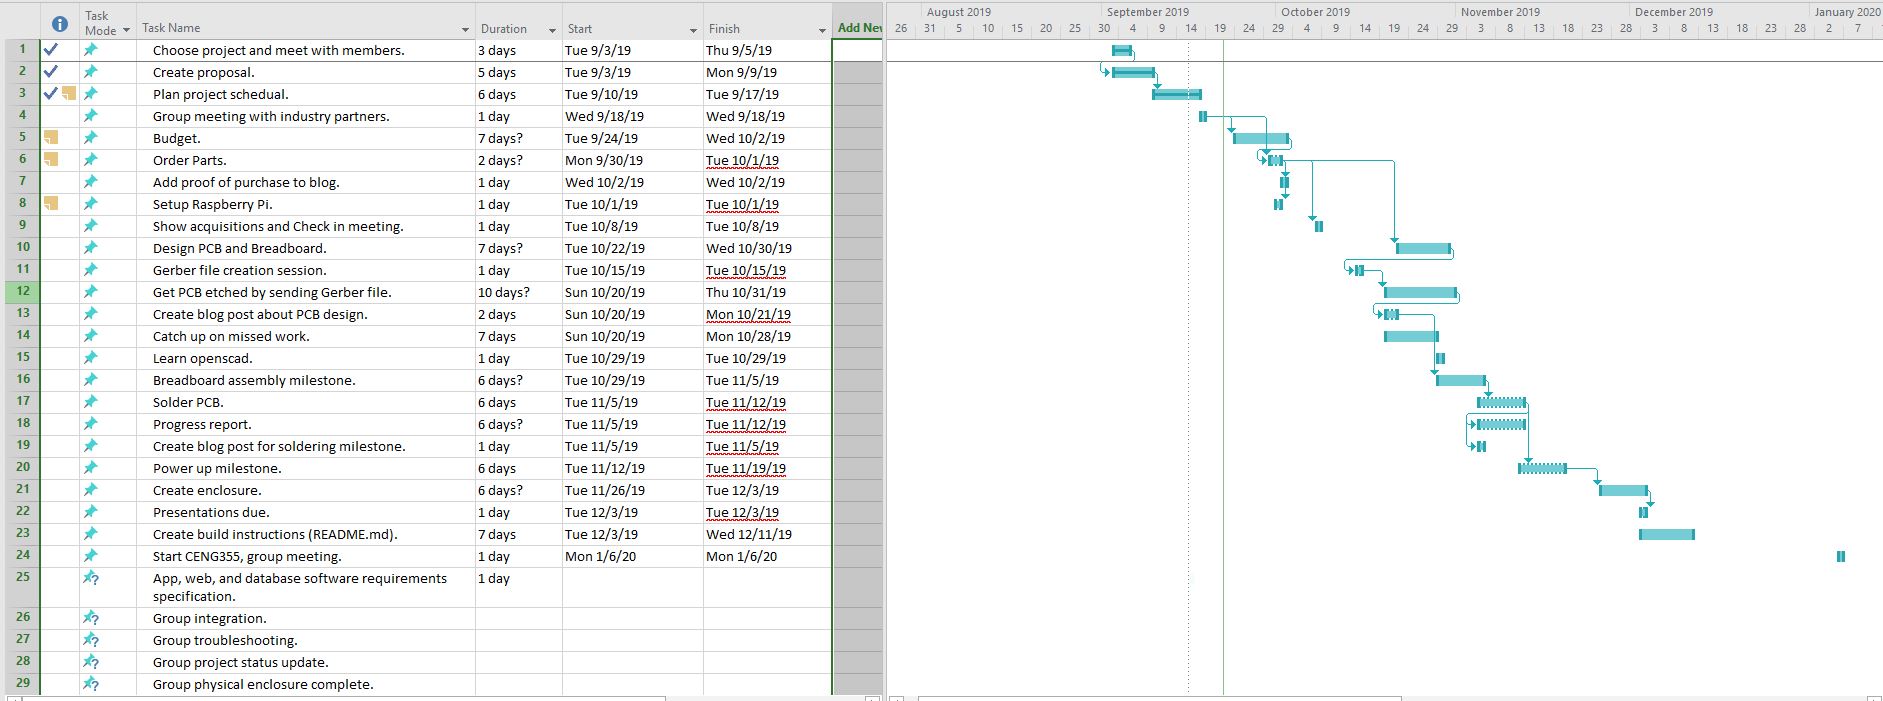 Task Mode Task Name Duration Start Finish Add New
August 2019 September 2019 October 2019 November 2019 December 2019 January 2020
26 31 5 10 15 20 25 30 4 9 14 19 24 29 4 9 14 19 24 29 3 8 13 18 23 28 3 8 13 18 23 28 2 7
1 Choose project and meet with members. 3 days Tue 9/3/19 Thu 9/5/19
2 Create proposal. 5 days Tue 9/3/19 Mon 9/9/19
3 Plan project schedual. 6 days Tue 9/10/19 Tue 9/17/19
4 Group meeting with industry partners. 1 day Wed 9/18/19 Wed 9/18/19
5 Budget. 7 days? Tue 9/24/19 Wed 10/2/19
6 Order Parts. 2 days? Mon 9/30/19 Tue 10/1/19
7 Add proof of purchase to blog. 1 day Wed 10/2/19 Wed 10/2/19
8 Setup Raspberry Pi. 1 day Tue 10/1/19 Tue 10/1/19
9 Show acquisitions and Check in meeting. 1 day Tue 10/8/19 Tue 10/8/19
10 Design PCB and Breadboard. 7 days? Tue 10/22/19 Wed 10/30/19
11 Gerber file creation session. 1 day Tue 10/15/19 Tue 10/15/19
12 Get PCB etched by sending Gerber file. 10 days? Sun 10/20/19 Thu 10/31/19
13 Create blog post about PCB design. 2 days Sun 10/20/19 Mon 10/21/19
14 Catch up on missed work. 7 days Sun 10/20/19 Mon 10/28/19
15 Learn openscad. 1 day Tue 10/29/19 Tue 10/29/19
16 Breadboard assembly milestone. 6 days? Tue 10/29/19 Tue 11/5/19
17 Solder PCB. 6 days Tue 11/5/19 Tue 11/12/19
18 Progress report. 6 days? Tue 11/5/19 Tue 11/12/19
19 Create blog post for soldering milestone. 1 day Tue 11/5/19 Tue 11/5/19
20 Power up milestone. 6 days Tue 11/12/19 Tue 11/19/19
21 Create enclosure. 6 days? Tue 11/26/19 Tue 12/3/19
22 Presentations due. 1 day Tue 12/3/19 Tue 12/3/19
23 Create build instructions (README.md). 7 days Tue 12/3/19 Wed 12/11/19
24 Start CENG355, group meeting. 1 day Mon 1/6/20 Mon 1/6/20
25 App, web, and database software requirements 1 day
specification.
26 Group integration.
27 Group troubleshooting.
28 Group project status update.
29 Group physical enclosure complete.